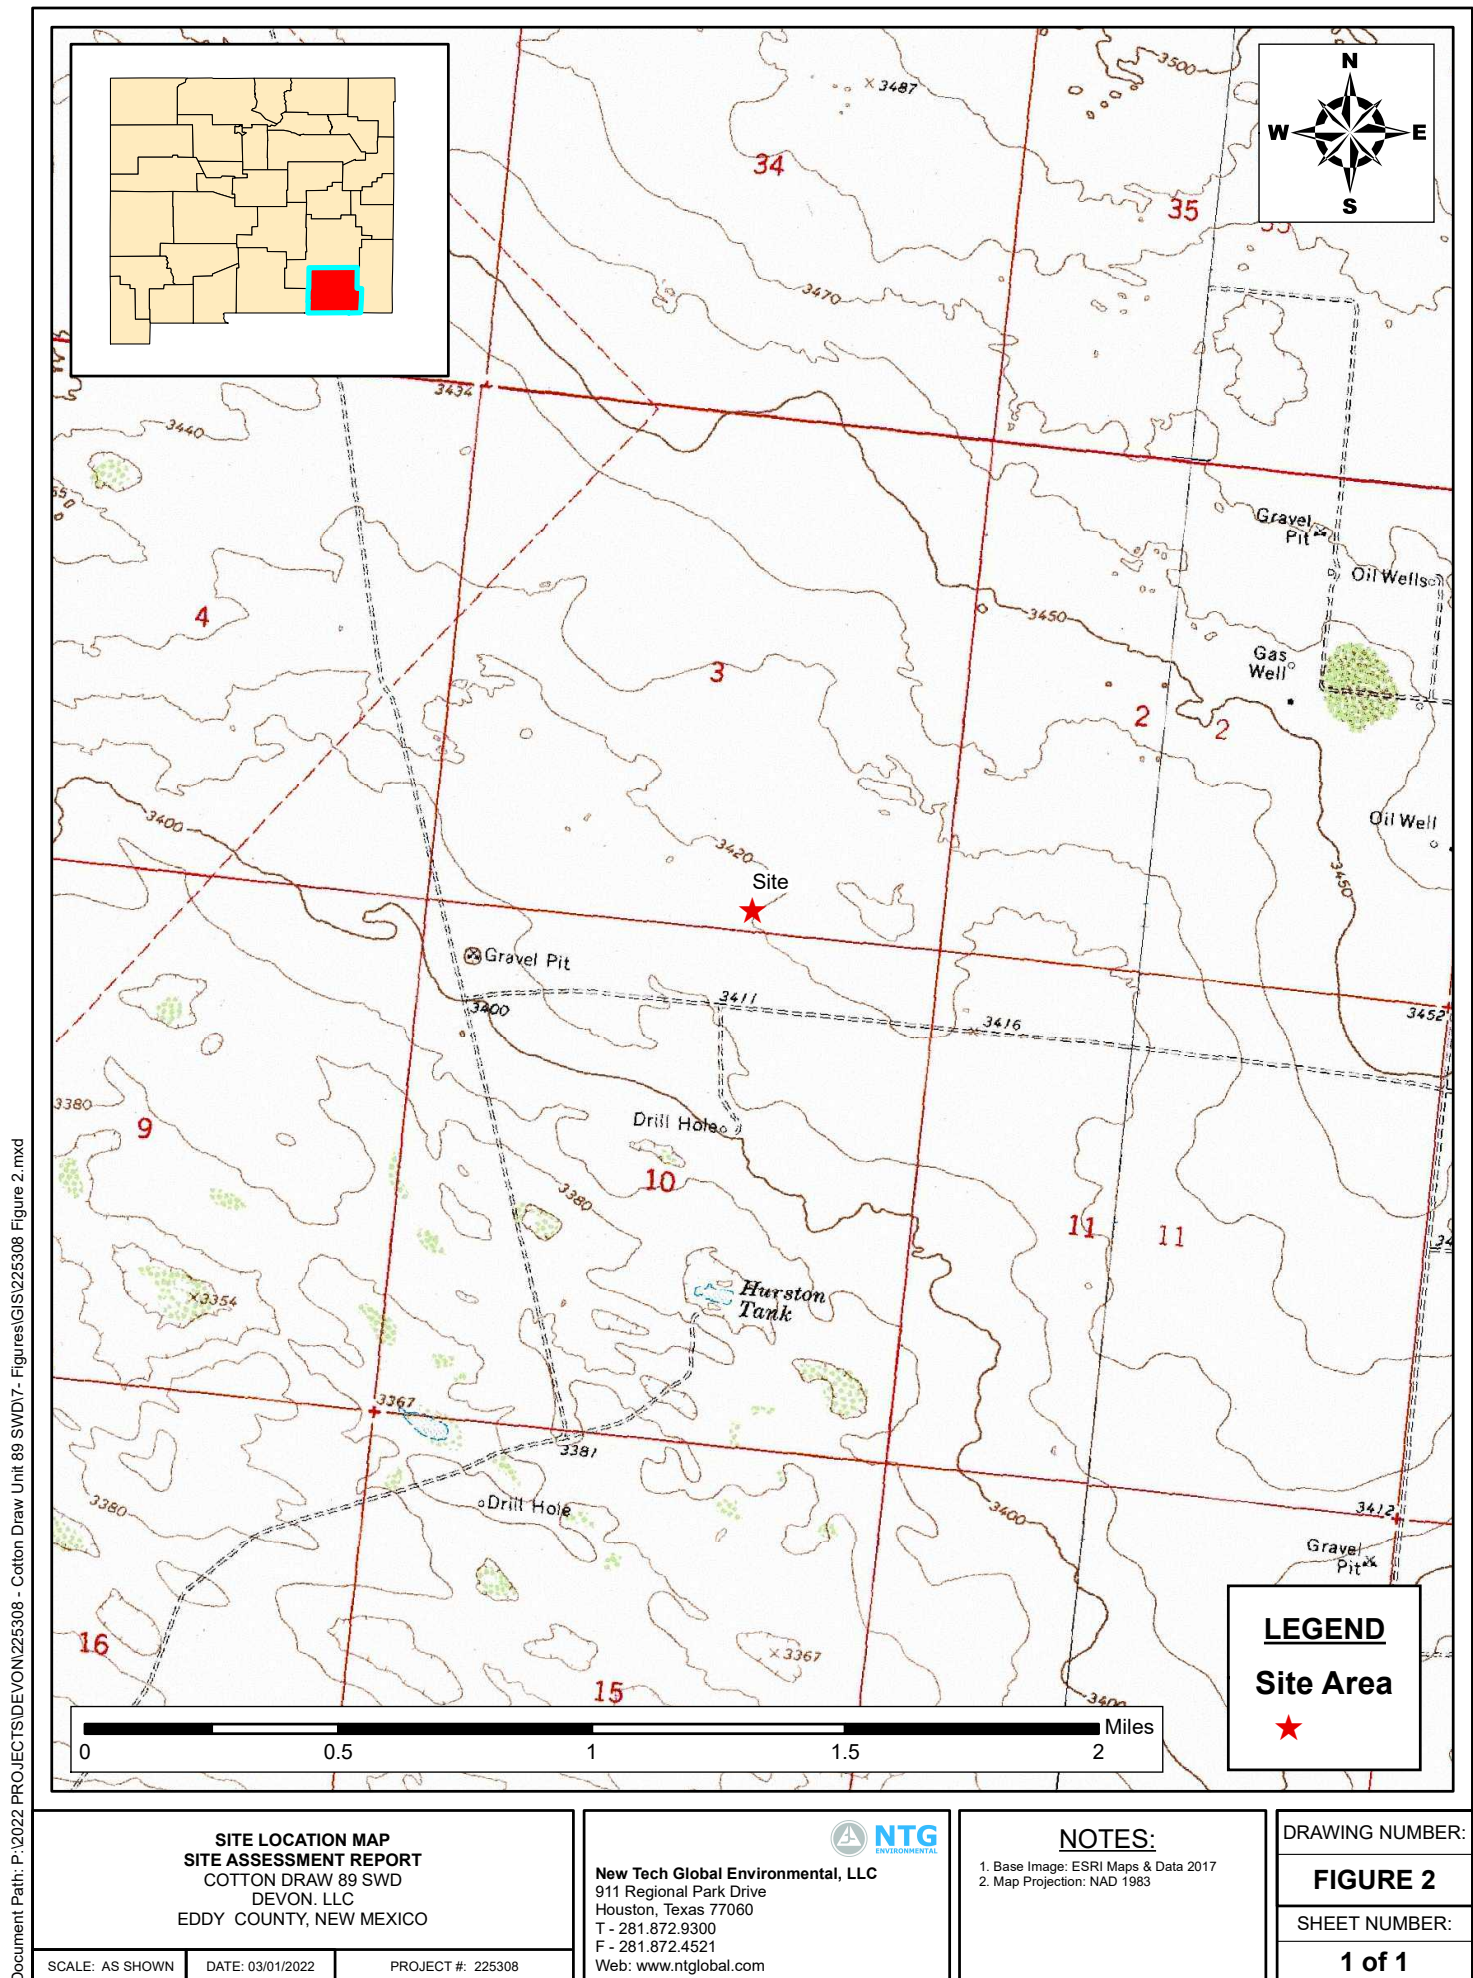 N
W
E
S
3500
3487
34
35
3470
3434
3440
Gravel
Pit
Oil Wells
4
3450
3
Gas
Well
2
2
3400
Oil Well
3420
3450
Site
Gravel Pit
3411
3400
3416
3452
3380
9
Drill Hole
10
3380
11
11
Hurston
Tank
3354
3367
3381
3380
Drill Hole
3400
3412
Gravel
Pit
16
3367
15
3400
LEGEND
Site Area
Miles
0
0.5
1
1.5
2
Document Path: P:\2022 PROJECTS\DEVON\225308 - Cotton Draw Unit 89 SWD\7- Figures\GIS\225308 Figure 2.mxd
SITE LOCATION MAP
SITE ASSESSMENT REPORT
COTTON DRAW 89 SWD
DEVON. LLC
EDDY COUNTY, NEW MEXICO
SCALE: AS SHOWN
DATE: 03/01/2022
PROJECT #: 225308
NTG
ENVIRONMENTAL
New Tech Global Environmental, LLC
911 Regional Park Drive
Houston, Texas 77060
T - 281.872.9300
F - 281.872.4521
Web: www.ntglobal.com
NOTES:
1. Base Image: ESRI Maps & Data 2017
2. Map Projection: NAD 1983
DRAWING NUMBER:
FIGURE 2
SHEET NUMBER:
1 of 1